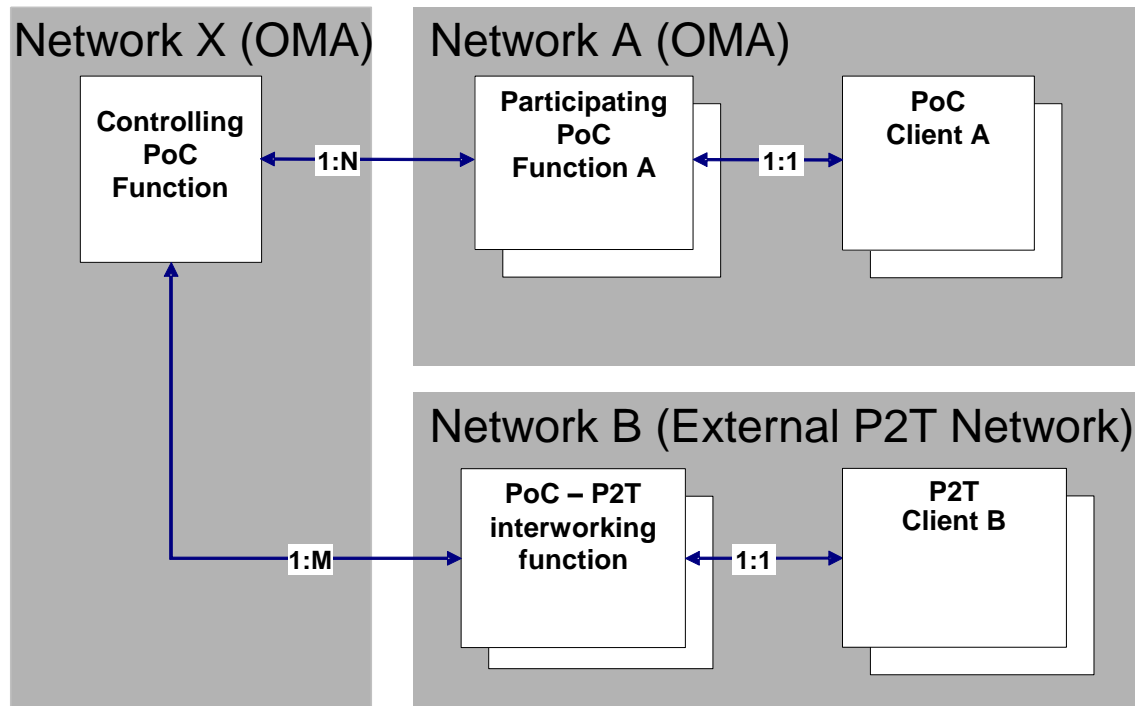 Network X (OMA)
Controlling
PoC
Function
1:N
Network A (OMA)
Participating
PoC
Function A
1:1
PoC
Client A
Network B (External P2T Network)
1:M
PoC – P2T
interworking
function
1:1
P2T
Client B